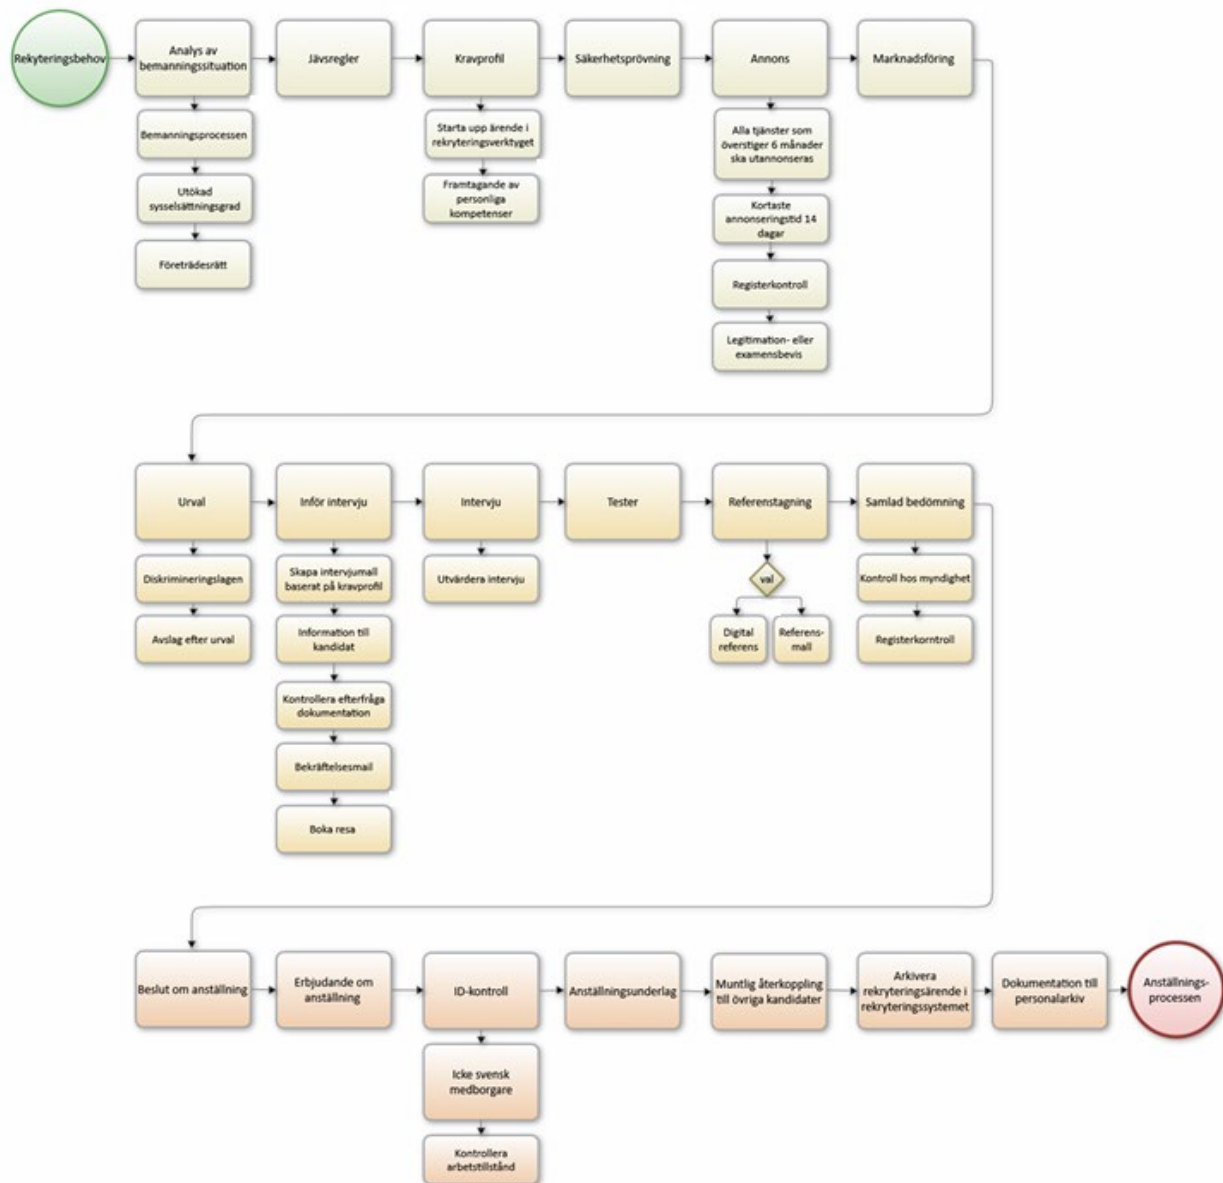 Rekyteringsbehov
Analys av
bemanningssituation
Jävsregler
Kravprofil
Säkerhetsprövning
Annons
Marknadsföring
Bemanningsprocessen
Utökad
sysselsättningsgrad
Företrädesrätt
Starta upp ärende i
rekryteringsverktyget
Framtagande av
personliga
kompetenser
Alla tjänster som
överstiger 6 månader
ska utannonseras
Kortaste
annonseringstid 14
dagar
Registerkontroll
Legitimation- eller
examensbevis
Urval
Inför intervju
Intervju
Tester
Referenstagning
Samlad bedömning
Diskrimineringslagen
Avslag efter urval
Skapa intervjumall
baserat på kravprofil
Information till
kandidat
Kontrollera efterfråga
dokumentation
Bekräftelsesmail
Boka resa
Utvärdera intervju
val
Digital
referens
Referens-
mall
Kontroll hos myndighet
Registerkorntroll
Beslut om anställning
Erbjudande om
anställning
ID-kontroll
Anställningsunderlag
Muntlig återkoppling
till övriga kandidater
Arkivera
rekryteringsärende i
rekryteringssystemet
Dokumentation till
personalarkiv
Anställnings-
processen
Icke svensk
medborgare
Kontrollera
arbetstillstånd